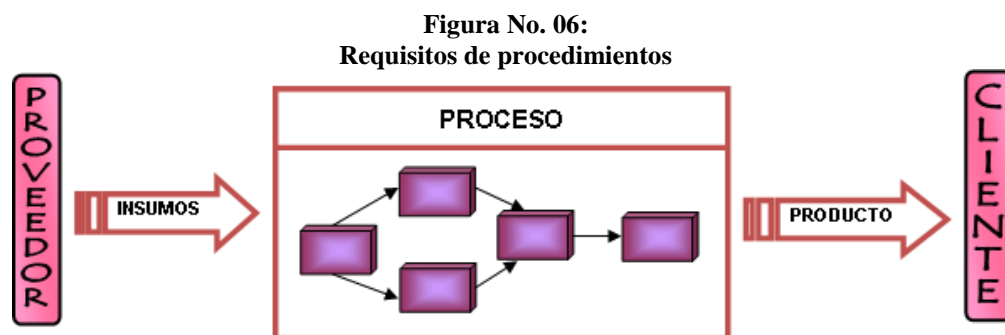 Figura No. 06:
Requisitos de procedimientos
PROVEEDOR
INSUMOS
PROCESO
PRODUCTO
CLIENTE